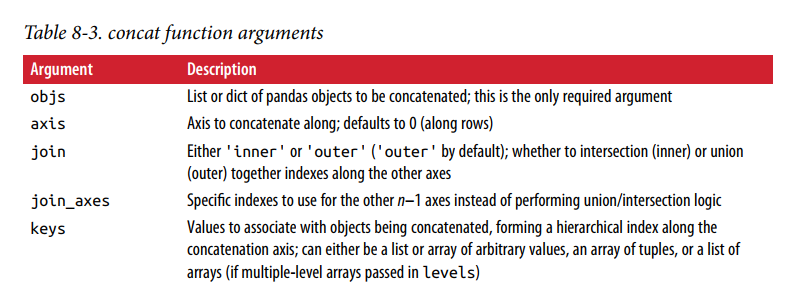 Table 8-3. concat function arguments
Argument Description
objs List or dict of pandas objects to be concatenated; this is the only required argument
axis Axis to concatenate along; defaults to 0 (along rows)
join Either 'inner' or 'outer' ('outer' by default); whether to intersection (inner) or union
(outer) together indexes along the other axes
join_axes Specific indexes to use for the other n–1 axes instead of performing union/intersection logic
keys Values to associate with objects being concatenated, forming a hierarchical index along the
concatenation axis; can either be a list or array of arbitrary values, an array of tuples, or a list of
arrays (if multiple-level arrays passed in levels)